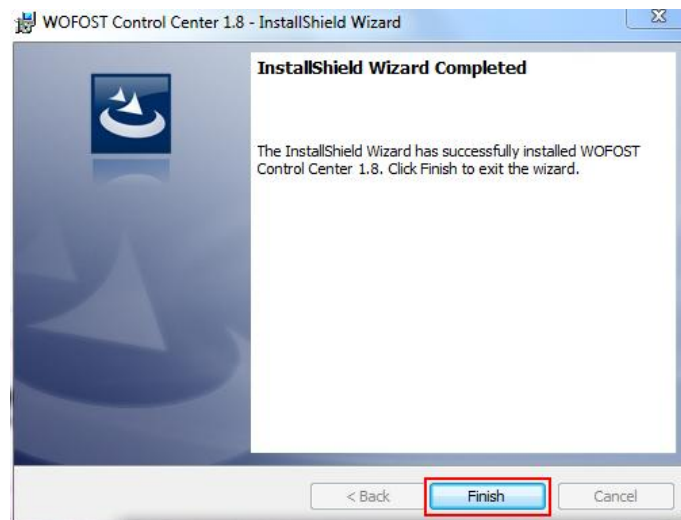 WOFOST Control Center 1.8 - InstallShield Wizard
InstallShield Wizard Completed
The InstallShield Wizard has successfully installed WOFOST
Control Center 1.8. Click Finish to exit the wizard.
< Back Finish Cancel